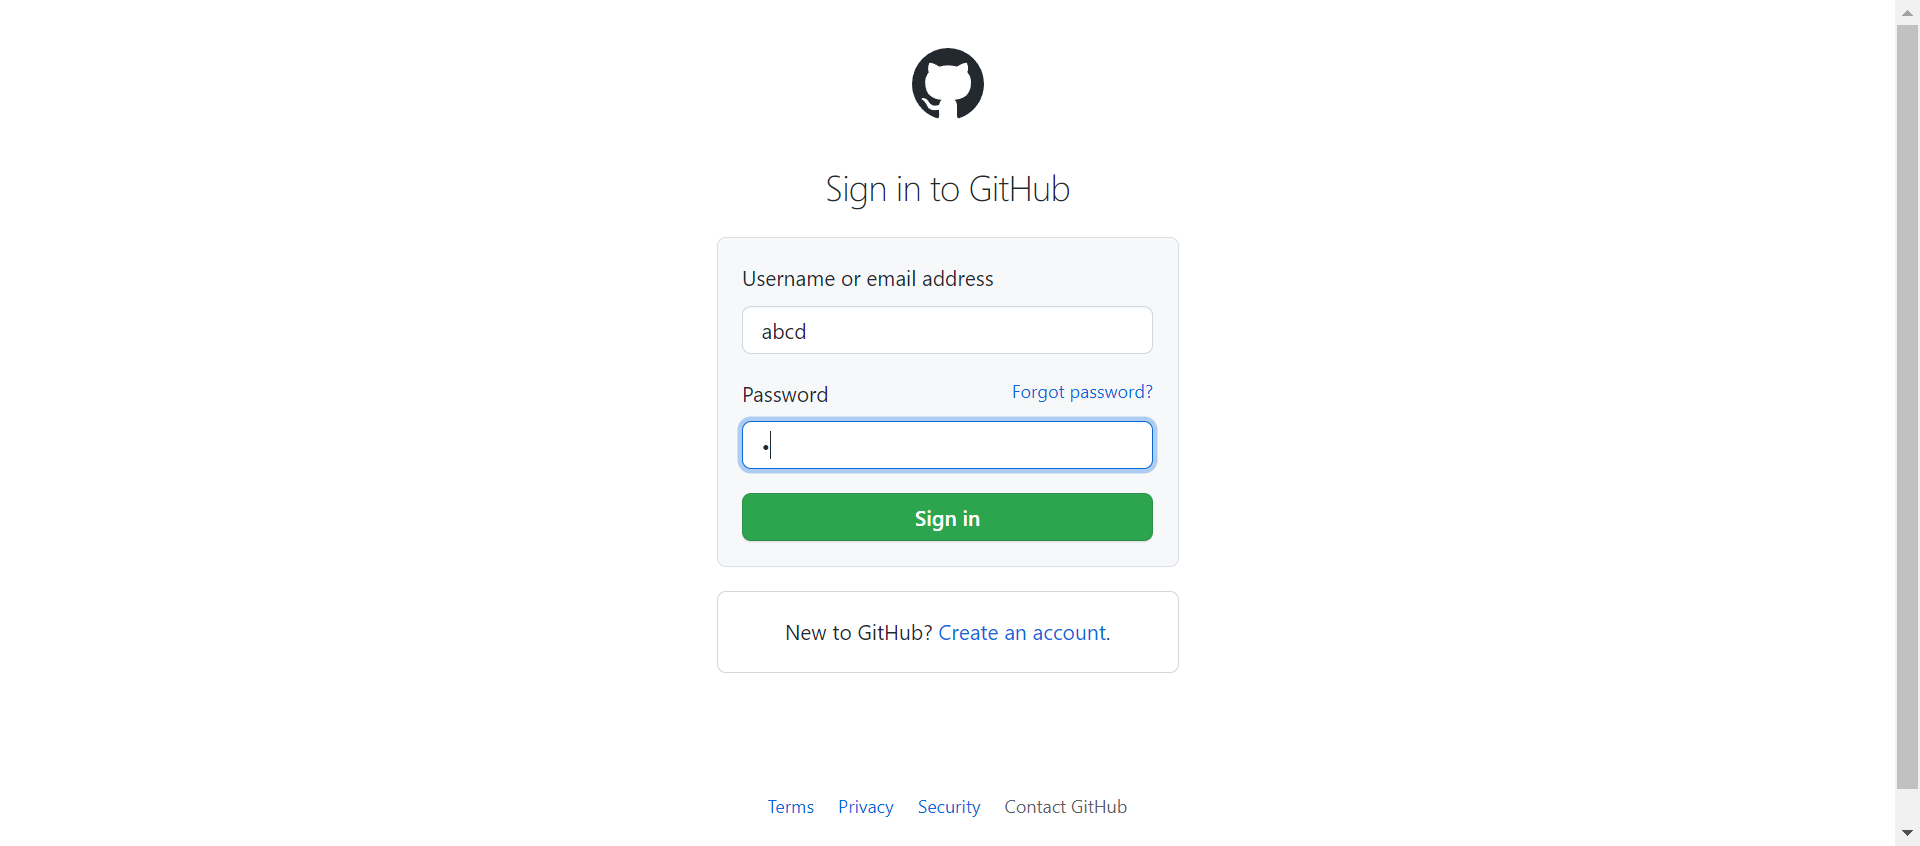 Sign in to GitHub
Username or email address
abcd
Password Forgot password?
•
Sign in
New to GitHub? Create an account.
Terms Privacy Security Contact GitHub